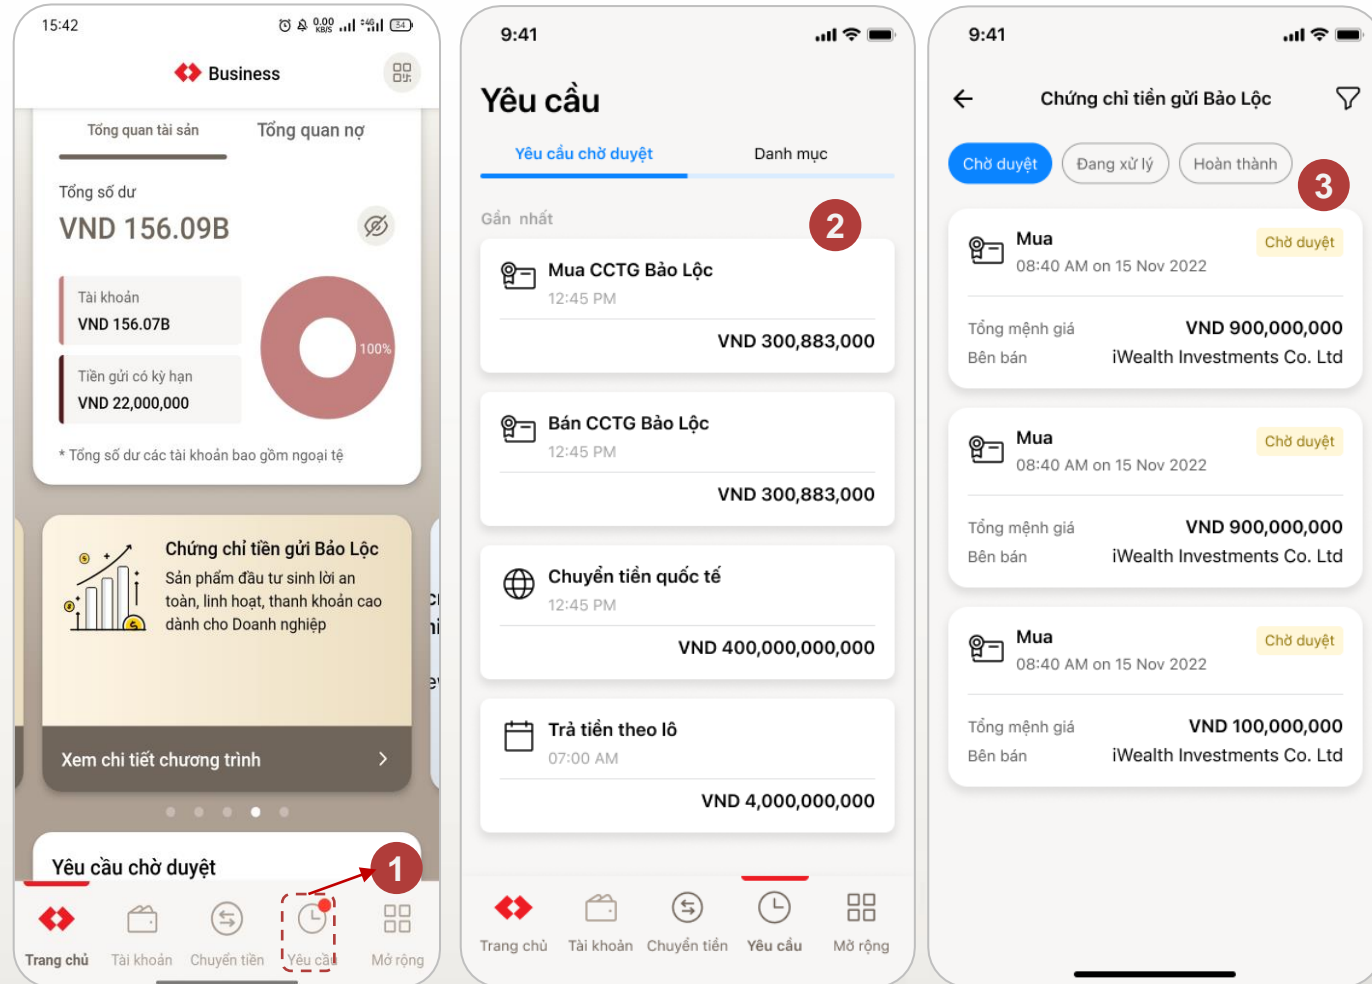 15:42
0.00
KB/S
4G
34
Business
Tổng quan tài sản
Tổng quan nợ
Tổng số dư
VND 156.09B
Tài khoản
VND 156.07B
100%
Tiền gửi có kỳ hạn
VND 22,000,000
* Tổng số dư các tài khoản bao gồm ngoại tệ
Chứng chỉ tiền gửi Bảo Lộc
Sản phẩm đầu tư sinh lời an
toàn, linh hoạt, thanh khoản cao
dành cho Doanh nghiệp
Xem chi tiết chương trình
Yêu cầu chờ duyệt
1
Trang chủ
Tài khoản
Chuyển tiền
Yêu cầu
Mở rộng
9:41
Yêu cầu
Yêu cầu chờ duyệt
Danh mục
Gần nhất
2
Mua CCTG Bảo Lộc
12:45 PM
VND 300,883,000
Bán CCTG Bảo Lộc
12:45 PM
VND 300,883,000
Chuyển tiền quốc tế
12:45 PM
VND 400,000,000,000
Trả tiền theo lô
07:00 AM
VND 4,000,000,000
Trang chủ
Tài khoản
Chuyển tiền
Yêu cầu
Mở rộng
9:41
Chứng chỉ tiền gửi Bảo Lộc
Chờ duyệt
Đang xử lý
Hoàn thành
3
Mua
Chờ duyệt
08:40 AM on 15 Nov 2022
Tổng mệnh giá
VND 900,000,000
Bên bán
iWealth Investments Co. Ltd
Mua
Chờ duyệt
08:40 AM on 15 Nov 2022
Tổng mệnh giá
VND 900,000,000
Bên bán
iWealth Investments Co. Ltd
Mua
Chờ duyệt
08:40 AM on 15 Nov 2022
Tổng mệnh giá
VND 100,000,000
Bên bán
iWealth Investments Co. Ltd